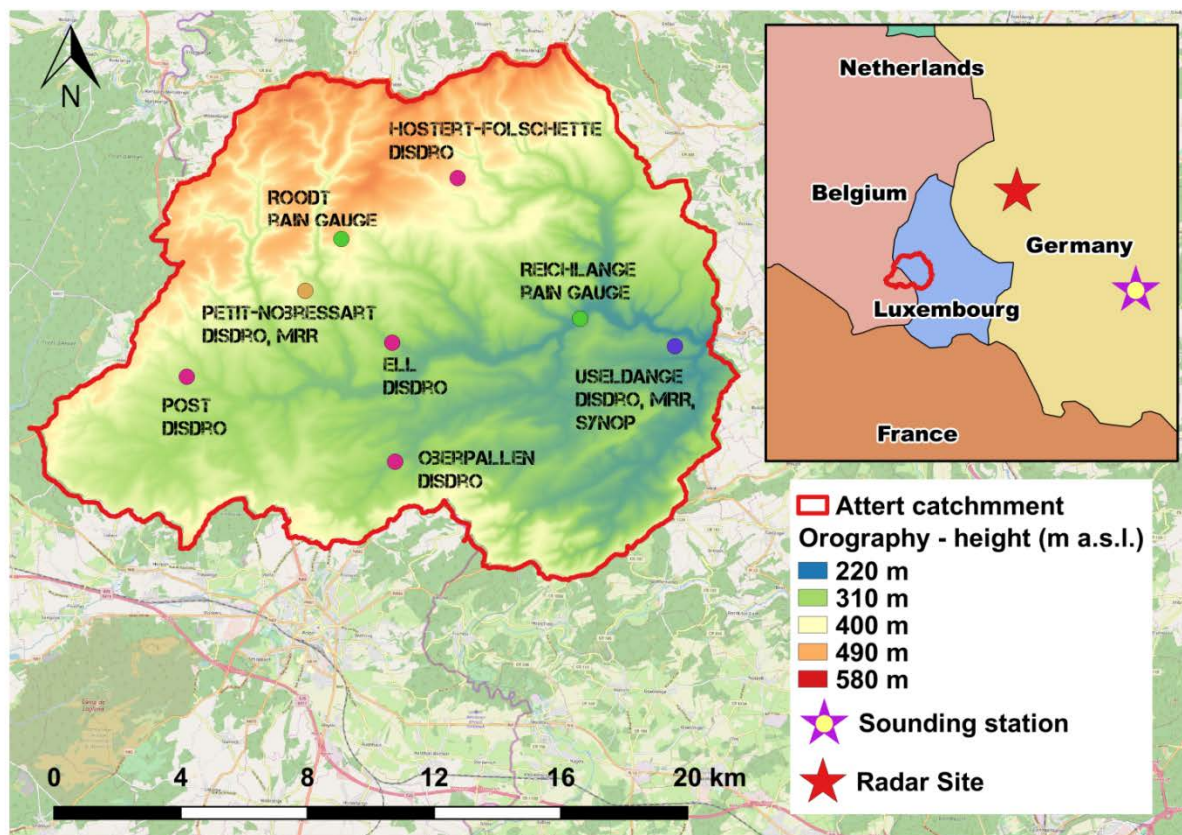 N
HOSTERT-FOLSCHETTE
DISDRO
ROODT
RAIN GAUGE
REICHLANGE
RAIN GAUGE
PETIT-NOBRESSART
DISDRO, MRR
ELL
DISDRO
USELDANGE
DISDRO, MRR,
SYNOP
POST
DISDRO
OBERPALLEN
DISDRO
0 4 8 12 16 20 km
Netherlands
Belgium
Germany
Luxembourg
France
Attert catchmment
Orography - height (m a.s.l.)
220 m
310 m
400 m
490 m
580 m
Sounding station
Radar Site